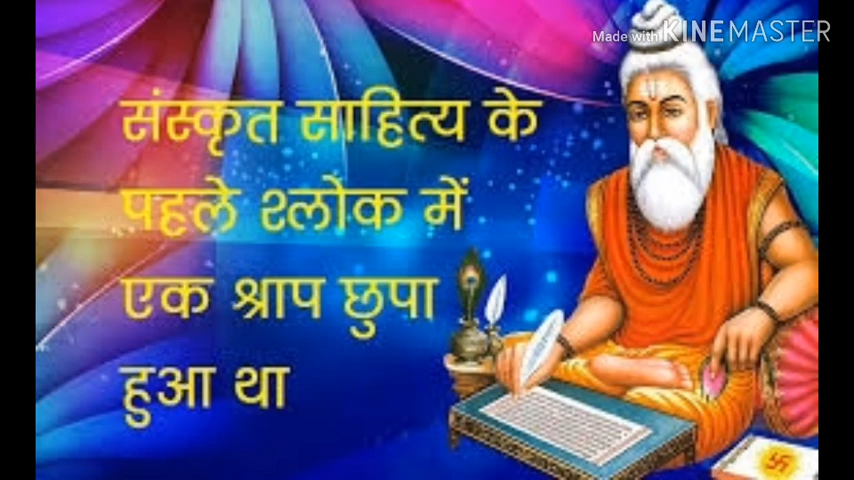 Made with KINEMASTER
संस्कृत साहित्य के
पहले श्लोक में
एक श्राप छुपा
हुआ था